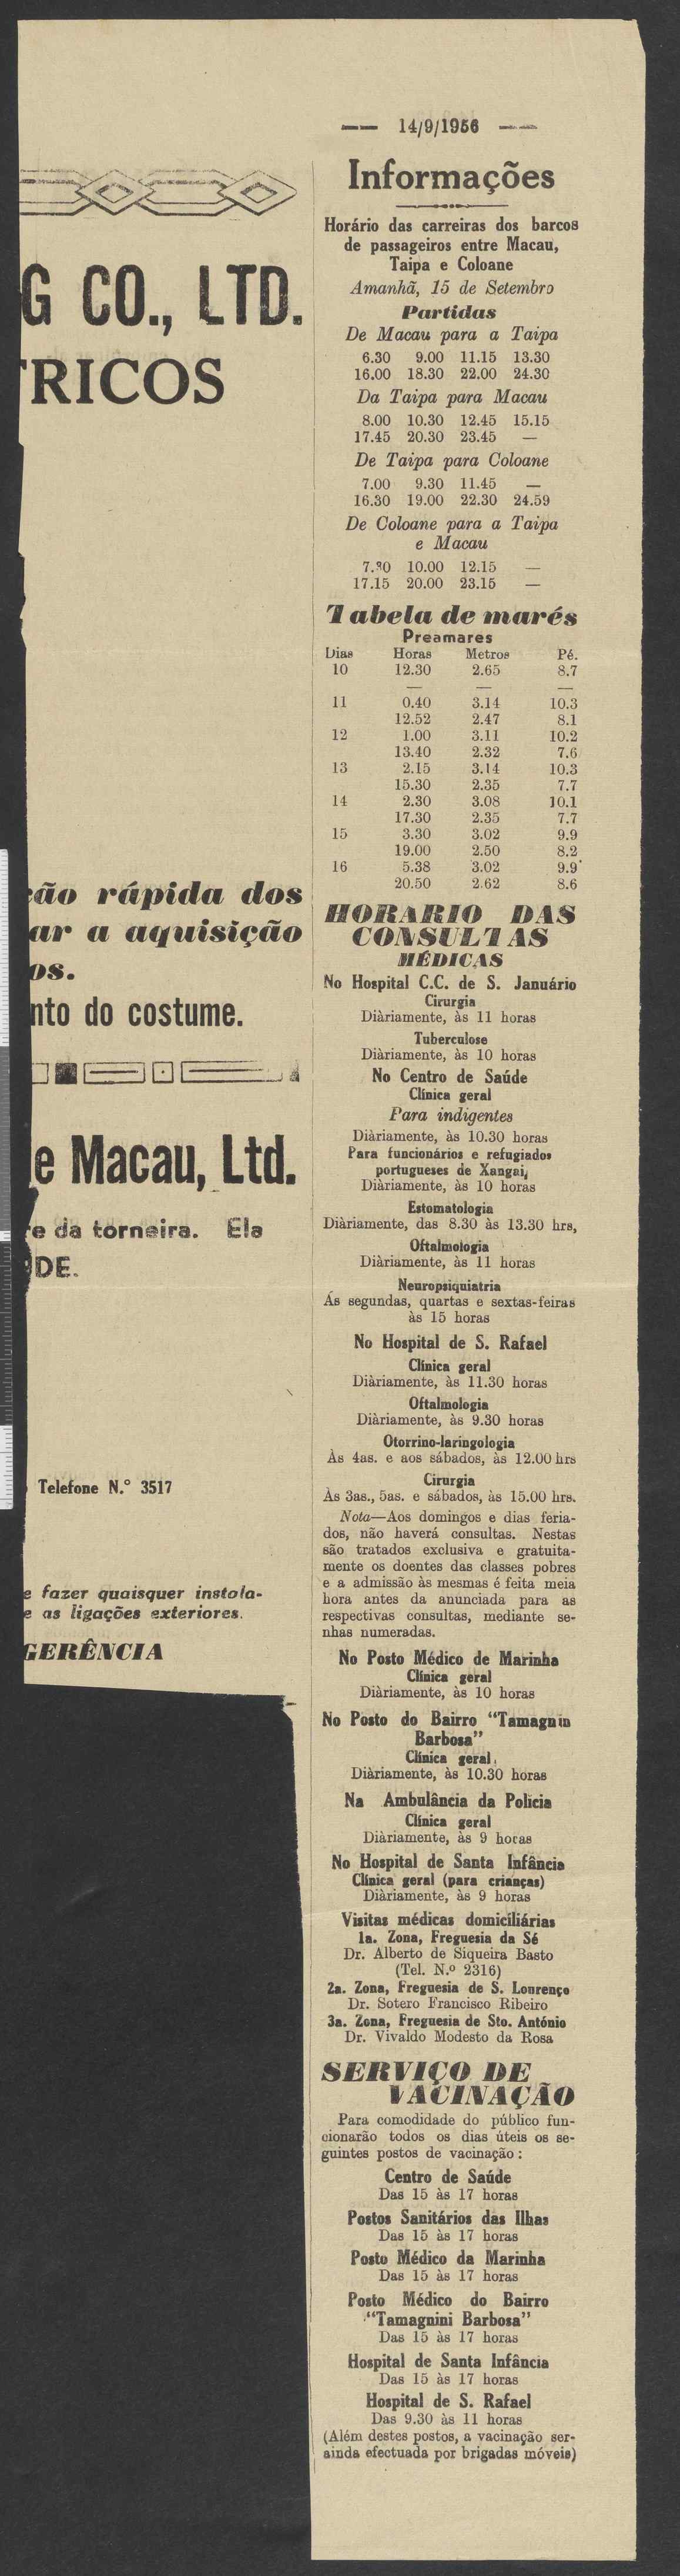 G CO., LTD.
RICOS
ão rápida dos
ar a aquisição
os.
nto do costume.
e Macau, Ltd.
e da torneira. Ela
DE.
Telefone N.º 3517
e fazer quaisquer instala-
e as ligações exteriores.
GERÊNCIA
14/9/1956
Informações
Horário das carreiras dos barcos
de passageiros entre Macau,
Taipa e Coloane
Amanhã, 15 de Setembro
Partidas
De Macau para a Taipa
6.30 9.00 11.15 13.30
16.00 18.30 22.00 24.30
Da Taipa para Macau
8.00 10.30 12.45 15.15
17.45 20.30 23.45 —
De Taipa para Coloane
7.00 9.30 11.45 —
16.30 19.00 22.30 24.59
De Coloane para a Taipa
e Macau
7.30 10.00 12.15 —
17.15 20.00 23.15 —
Tabela de marés
Preamares
Dias Horas Metros Pé.
10 12.30 2.65 8.7
— — —
11 0.40 3.14 10.3
12.52 2.47 8.1
12 1.00 3.11 10.2
13.40 2.32 7.6
13 2.15 3.14 10.3
15.30 2.35 7.7
14 2.30 3.08 10.1
17.30 2.35 7.7
15 3.30 3.02 9.9
19.00 2.50 8.2
16 5.38 3.02 9.9
20.50 2.62 8.6
HORARIO DAS
CONSULTAS
MÉDICAS
No Hospital C.C. de S. Januário
Cirurgia
Diàriamente, às 11 horas
Tuberculose
Diàriamente, às 10 horas
No Centro de Saúde
Clínica geral
Para indigentes
Diàriamente, às 10.30 horas
Para funcionários e refugiados
portugueses de Xangai,
Diàriamente, às 10 horas
Estomatologia
Diàriamente, das 8.30 às 13.30 hrs,
Oftalmologia
Diàriamente, às 11 horas
Neuropsiquiatria
Ás segundas, quartas e sextas-feiras
às 15 horas
No Hospital de S. Rafael
Clínica geral
Diàriamente, às 11.30 horas
Oftalmologia
Diàriamente, às 9.30 horas
Otorrino-laringologia
Às 4as. e aos sábados, às 12.00 hrs
Cirurgia
Às 3as., 5as. e sábados, às 15.00 hrs.
Nota—Aos domingos e dias feria-
dos, não haverá consultas. Nestas
são tratados exclusiva e gratuita-
mente os doentes das classes pobres
e a admissão às mesmas é feita meia
hora antes da anunciada para as
respectivas consultas, mediante se-
nhas numeradas.
No Posto Médico de Marinha
Clínica geral
Diàriamente, às 10 horas
No Posto do Bairro “Tamagnin
Barbosa”
Clínica geral
Diàriamente, às 10.30 horas
Na Ambulância da Polícia
Clínica geral
Diàriamente, às 9 horas
No Hospital de Santa Infância
Clínica geral (para crianças)
Diàriamente, às 9 horas
Visitas médicas domiciliárias
1a. Zona, Freguesia da Sé
Dr. Alberto de Siqueira Basto
(Tel. N.º 2316)
2a. Zona, Freguesia de S. Lourenço
Dr. Sotero Francisco Ribeiro
3a. Zona, Freguesia de Sto. António
Dr. Vivaldo Modesto da Rosa
SERVIÇO DE
VACINAÇÃO
Para comodidade do público fun-
cionarão todos os dias úteis os se-
guintes postos de vacinação :
Centro de Saúde
Das 15 às 17 horas
Postos Sanitários das Ilhas
Das 15 às 17 horas
Posto Médico da Marinha
Das 15 às 17 horas
Posto Médico do Bairro
“Tamagnini Barbosa”
Das 15 às 17 horas
Hospital de Santa Infância
Das 15 às 17 horas
Hospital de S. Rafael
Das 9.30 às 11 horas
(Além destes postos, a vacinação ser-
ainda efectuada por brigadas móveis)